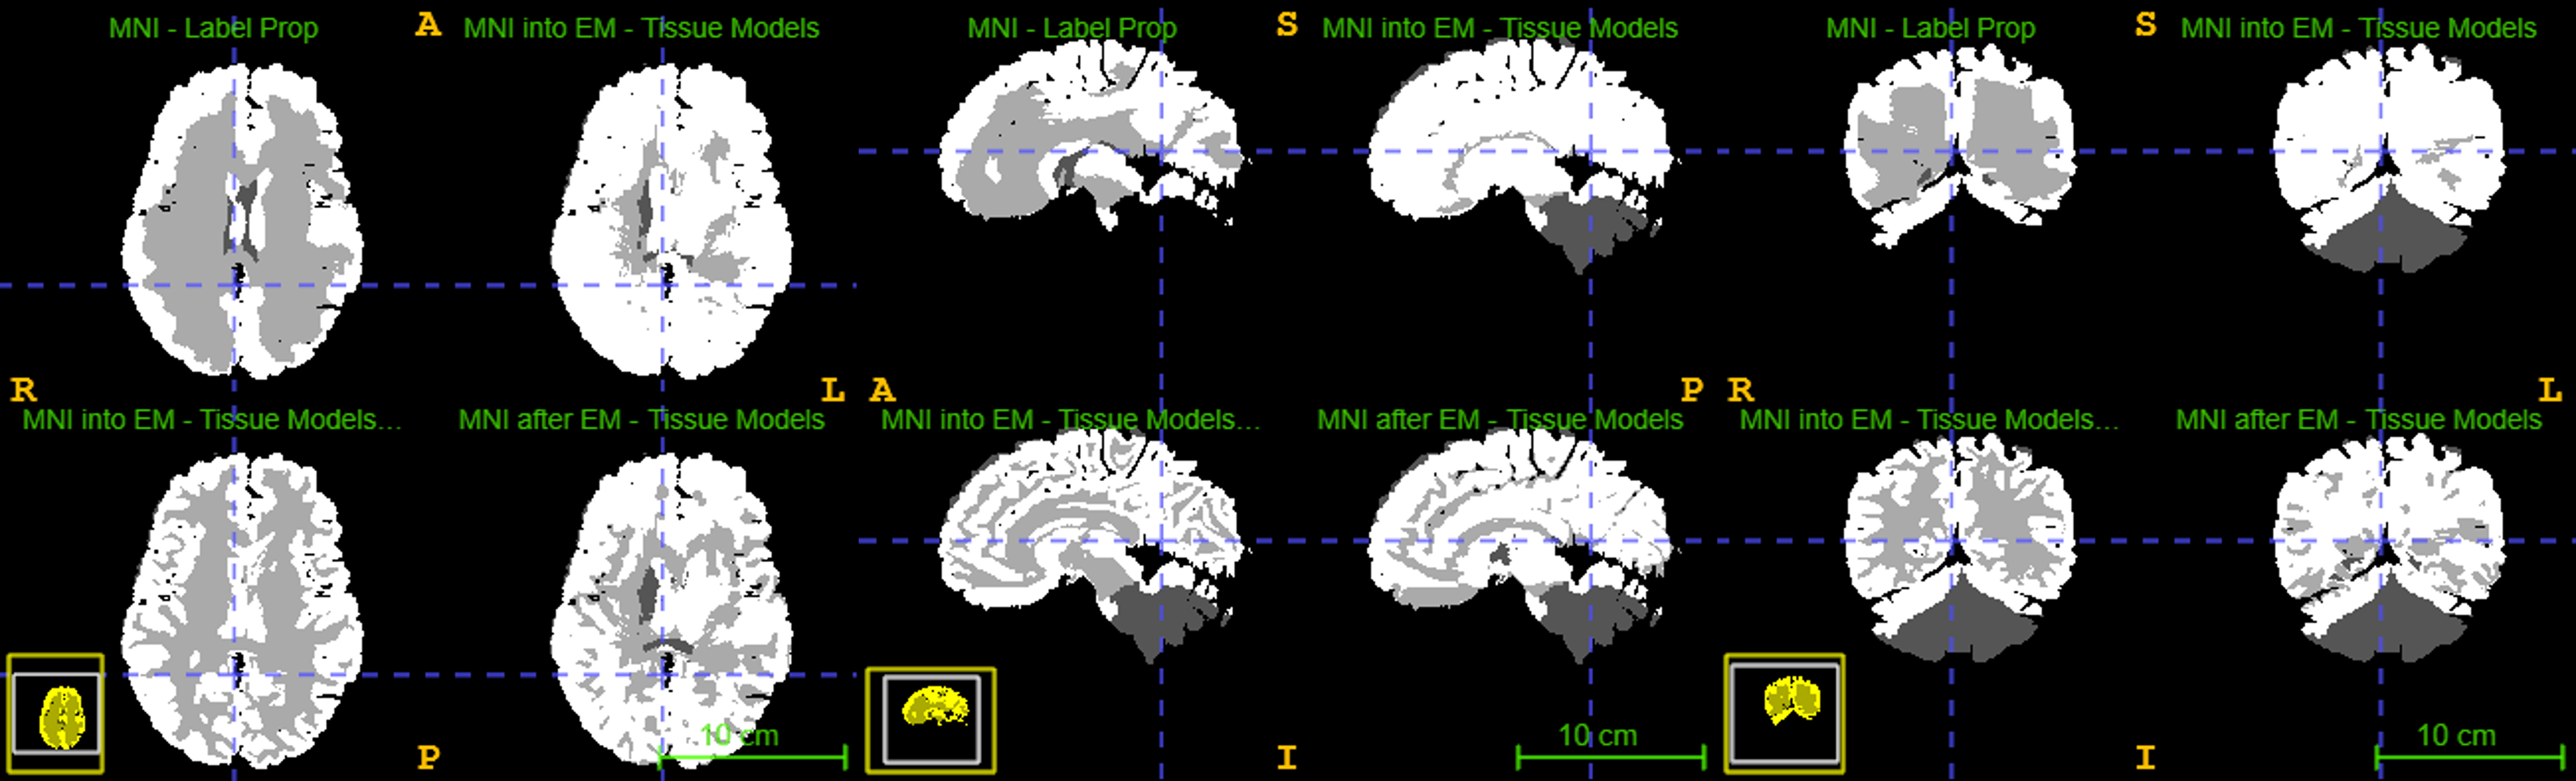 MNI - Label Prop
A
MNI into EM - Tissue Models
MNI - Label Prop
S
MNI into EM - Tissue Models
MNI - Label Prop
S
MNI into EM - Tissue Models
R
L
A
P
R
L
MNI into EM - Tissue Models...
MNI after EM - Tissue Models
MNI into EM - Tissue Models...
MNI after EM - Tissue Models
MNI into EM - Tissue Models...
MNI after EM - Tissue Models
10 cm
10 cm
10 cm
P
I
I